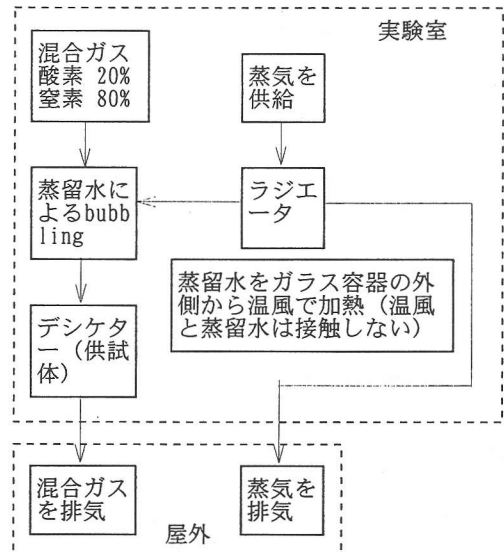 実験室
混合ガス
酸素 20%
窒素 80%
蒸気を
供給
蒸留水に
よるbubb
ling
ラジエ
ータ
蒸留水をガラス容器の外
側から温風で加熱（温風
と蒸留水は接触しない）
デシケタ
ー（供試
体）
混合ガス
を排気
蒸気を
排気
屋外